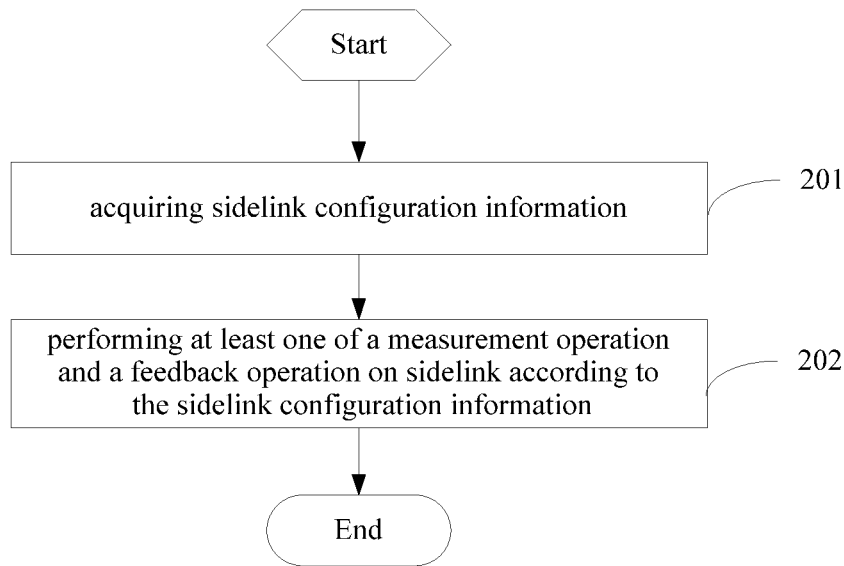 Start
acquiring sidelink configuration information
201
performing at least one of a measurement operation
and a feedback operation on sidelink according to
the sidelink configuration information
202
End